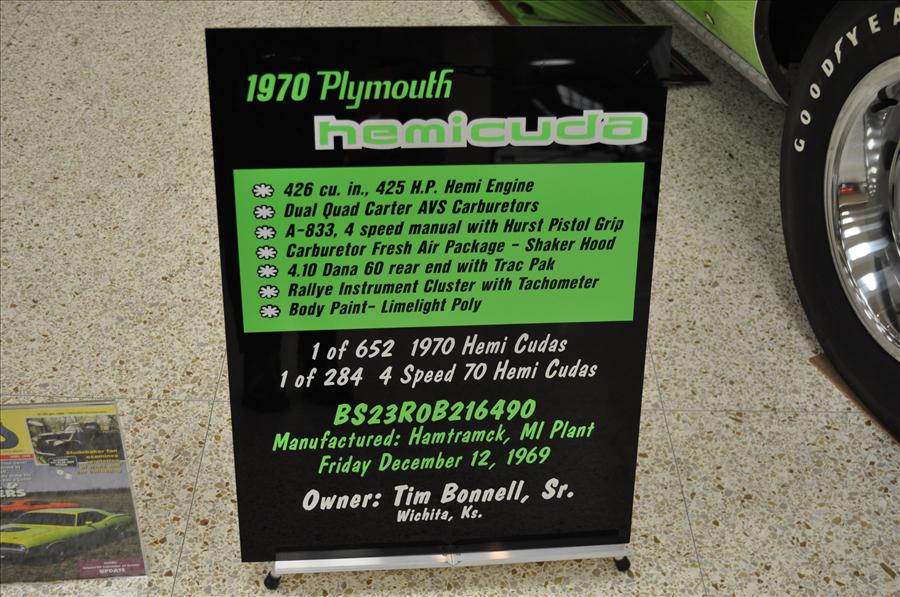 1970 Plymouth
hemicuda
426 cu. in., 425 H.P. Hemi Engine
Dual Quad Carter AVS Carburetors
A-833, 4 speed manual with Hurst Pistol Grip
Carburetor Fresh Air Package - Shaker Hood
4.10 Dana 60 rear end with Trac Pak
Rallye Instrument Cluster with Tachometer
Body Paint- Limelight Poly
1 of 652 1970 Hemi Cudas
1 of 284 4 Speed 70 Hemi Cudas
BS23R0B216490
Manufactured: Hamtramck, MI Plant
Friday December 12, 1969
Owner: Tim Bonnell, Sr.
Wichita, Ks.
GOODYEA
Studebaker fan
examines
UPDATE